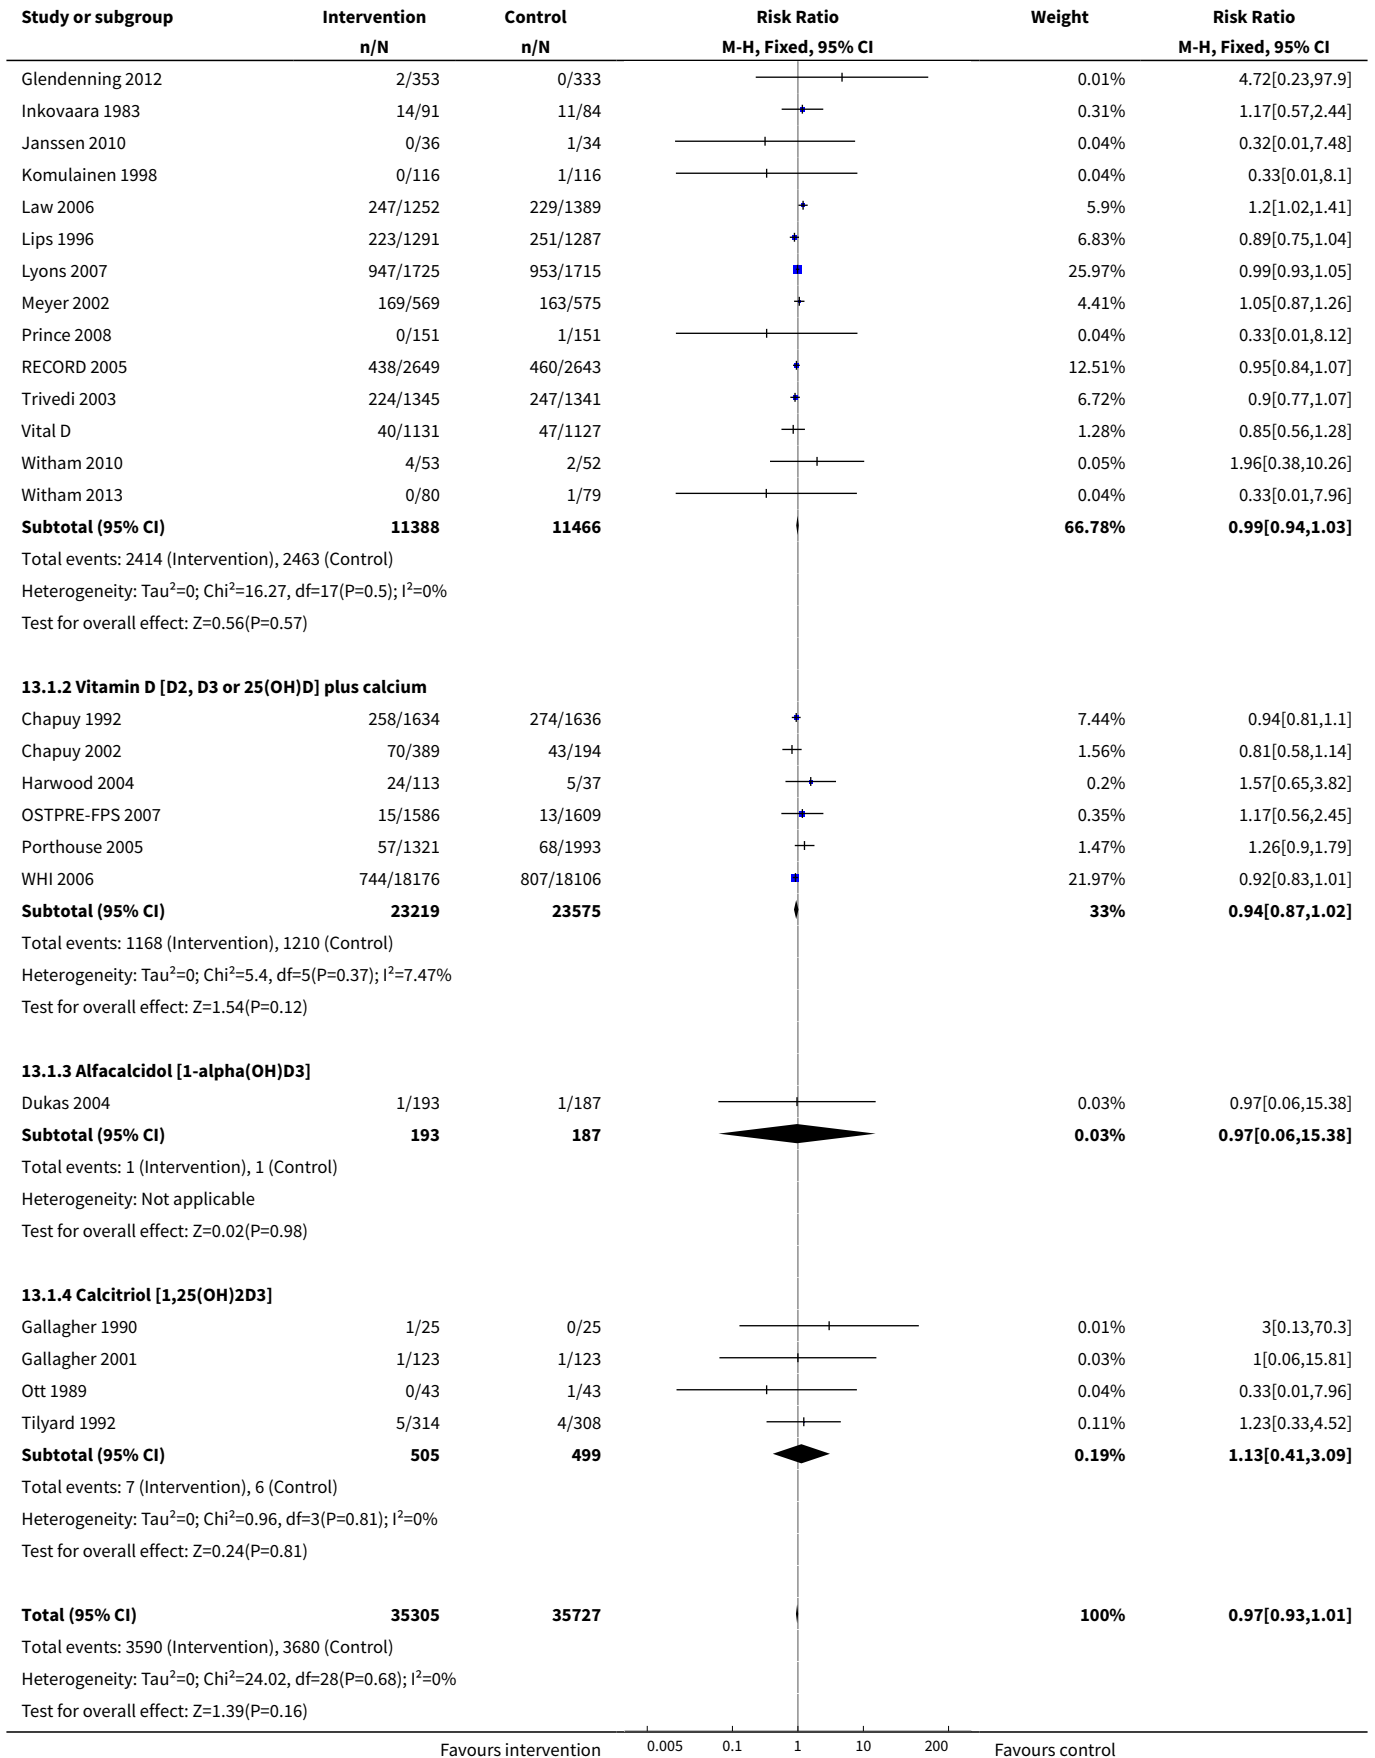 Study or subgroup Intervention Control Risk Ratio Weight Risk Ratio
n/N n/N M-H, Fixed, 95% CI M-H, Fixed, 95% CI
Glendenning 2012 2/353 0/333 0.01% 4.72[0.23,97.9]
Inkovaara 1983 14/91 11/84 0.31% 1.17[0.57,2.44]
Janssen 2010 0/36 1/34 0.04% 0.32[0.01,7.48]
Komulainen 1998 0/116 1/116 0.04% 0.33[0.01,8.1]
Law 2006 247/1252 229/1389 5.9% 1.2[1.02,1.41]
Lips 1996 223/1291 251/1287 6.83% 0.89[0.75,1.04]
Lyons 2007 947/1725 953/1715 25.97% 0.99[0.93,1.05]
Meyer 2002 169/569 163/575 4.41% 1.05[0.87,1.26]
Prince 2008 0/151 1/151 0.04% 0.33[0.01,8.12]
RECORD 2005 438/2649 460/2643 12.51% 0.95[0.84,1.07]
Trivedi 2003 224/1345 247/1341 6.72% 0.9[0.77,1.07]
Vital D 40/1131 47/1127 1.28% 0.85[0.56,1.28]
Witham 2010 4/53 2/52 0.05% 1.96[0.38,10.26]
Witham 2013 0/80 1/79 0.04% 0.33[0.01,7.96]
Subtotal (95% CI) 11388 11466 66.78% 0.99[0.94,1.03]
Total events: 2414 (Intervention), 2463 (Control)
Heterogeneity: Tau²=0; Chi²=16.27, df=17(P=0.5); I²=0%
Test for overall effect: Z=0.56(P=0.57)
13.1.2 Vitamin D [D2, D3 or 25(OH)D] plus calcium
Chapuy 1992 258/1634 274/1636 7.44% 0.94[0.81,1.1]
Chapuy 2002 70/389 43/194 1.56% 0.81[0.58,1.14]
Harwood 2004 24/113 5/37 0.2% 1.57[0.65,3.82]
OSTPRE-FPS 2007 15/1586 13/1609 0.35% 1.17[0.56,2.45]
Porthouse 2005 57/1321 68/1993 1.47% 1.26[0.9,1.79]
WHI 2006 744/18176 807/18106 21.97% 0.92[0.83,1.01]
Subtotal (95% CI) 23219 23575 33% 0.94[0.87,1.02]
Total events: 1168 (Intervention), 1210 (Control)
Heterogeneity: Tau²=0; Chi²=5.4, df=5(P=0.37); I²=7.47%
Test for overall effect: Z=1.54(P=0.12)
13.1.3 Alfacalcidol [1-alpha(OH)D3]
Dukas 2004 1/193 1/187 0.03% 0.97[0.06,15.38]
Subtotal (95% CI) 193 187 0.03% 0.97[0.06,15.38]
Total events: 1 (Intervention), 1 (Control)
Heterogeneity: Not applicable
Test for overall effect: Z=0.02(P=0.98)
13.1.4 Calcitriol [1,25(OH)2D3]
Gallagher 1990 1/25 0/25 0.01% 3[0.13,70.3]
Gallagher 2001 1/123 1/123 0.03% 1[0.06,15.81]
Ott 1989 0/43 1/43 0.04% 0.33[0.01,7.96]
Tilyard 1992 5/314 4/308 0.11% 1.23[0.33,4.52]
Subtotal (95% CI) 505 499 0.19% 1.13[0.41,3.09]
Total events: 7 (Intervention), 6 (Control)
Heterogeneity: Tau²=0; Chi²=0.96, df=3(P=0.81); I²=0%
Test for overall effect: Z=0.24(P=0.81)
Total (95% CI) 35305 35727 100% 0.97[0.93,1.01]
Total events: 3590 (Intervention), 3680 (Control)
Heterogeneity: Tau²=0; Chi²=24.02, df=28(P=0.68); I²=0%
Test for overall effect: Z=1.39(P=0.16)
Favours intervention 0.005 0.1 1 10 200 Favours control